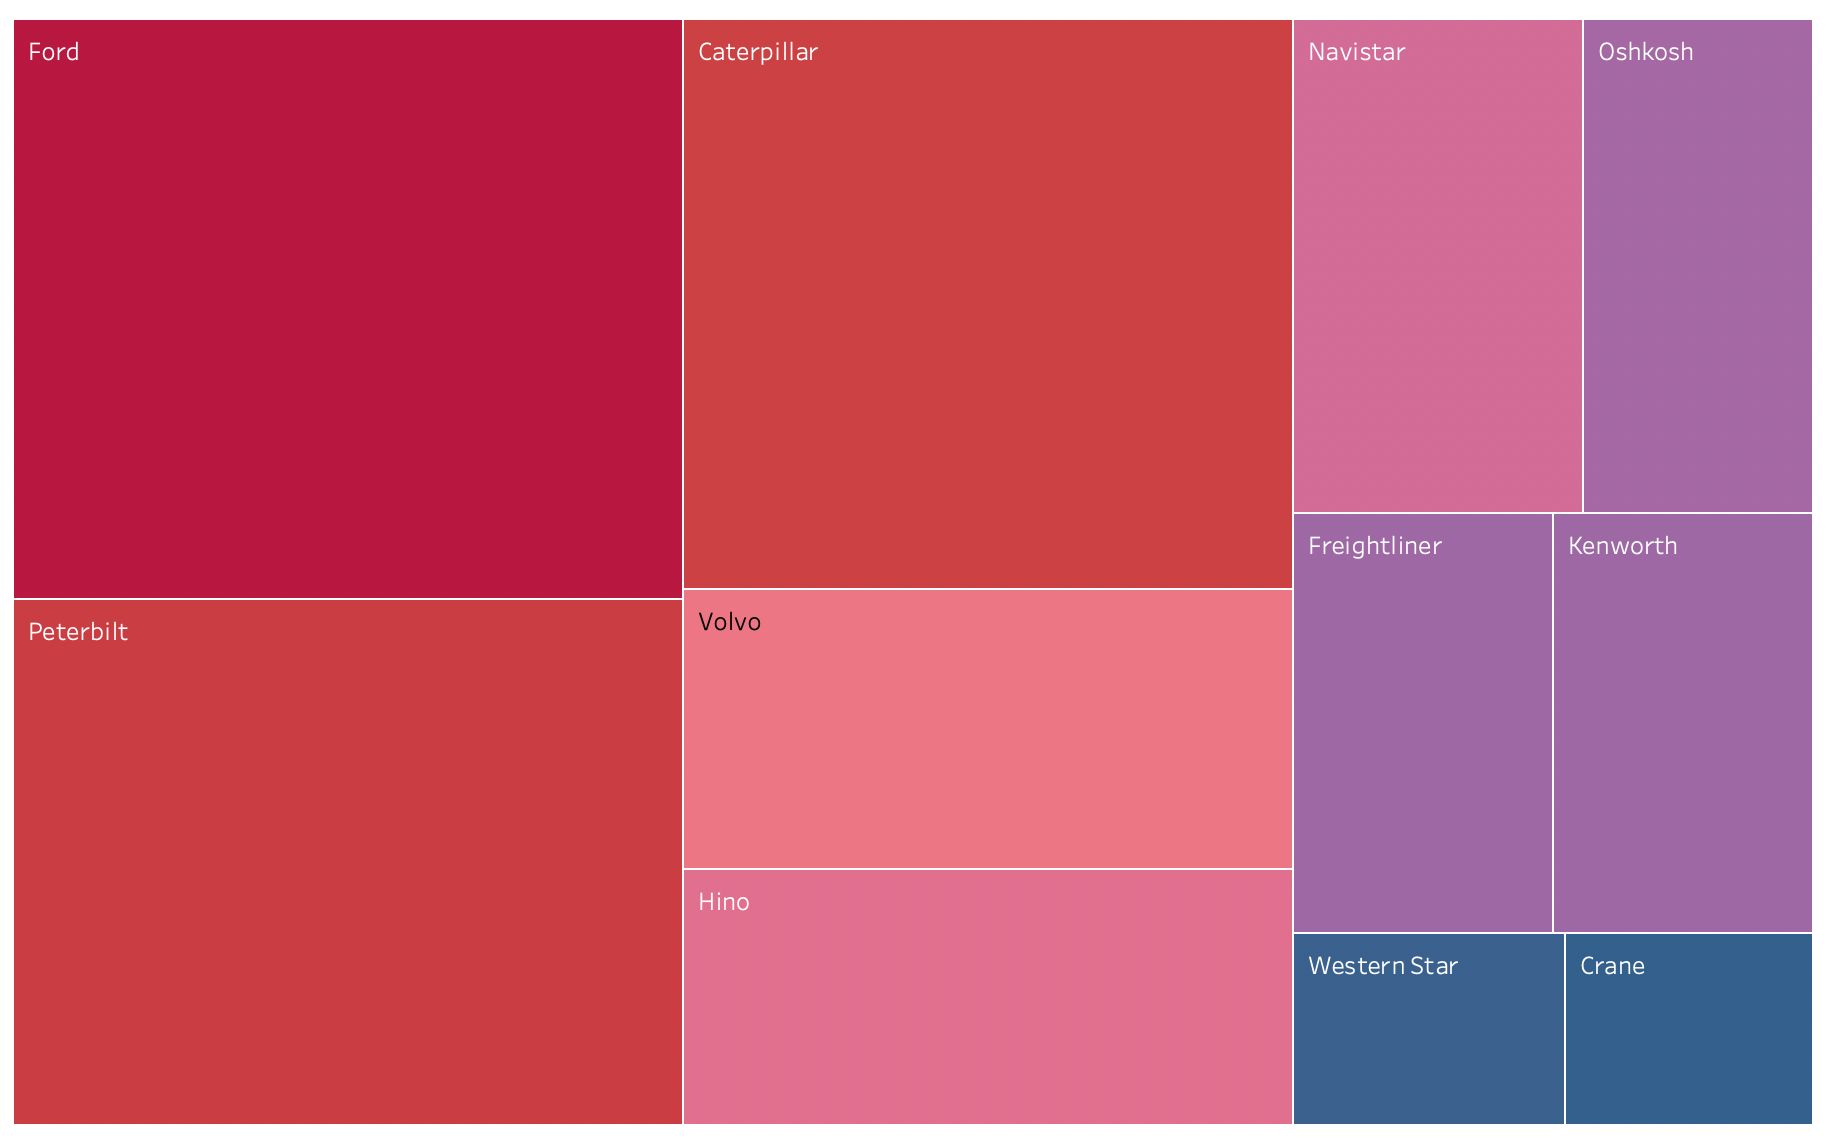 Ford
Caterpillar
Navistar
Oshkosh
Freightliner
Kenworth
Volvo
Peterbilt
Hino
Western Star
Crane